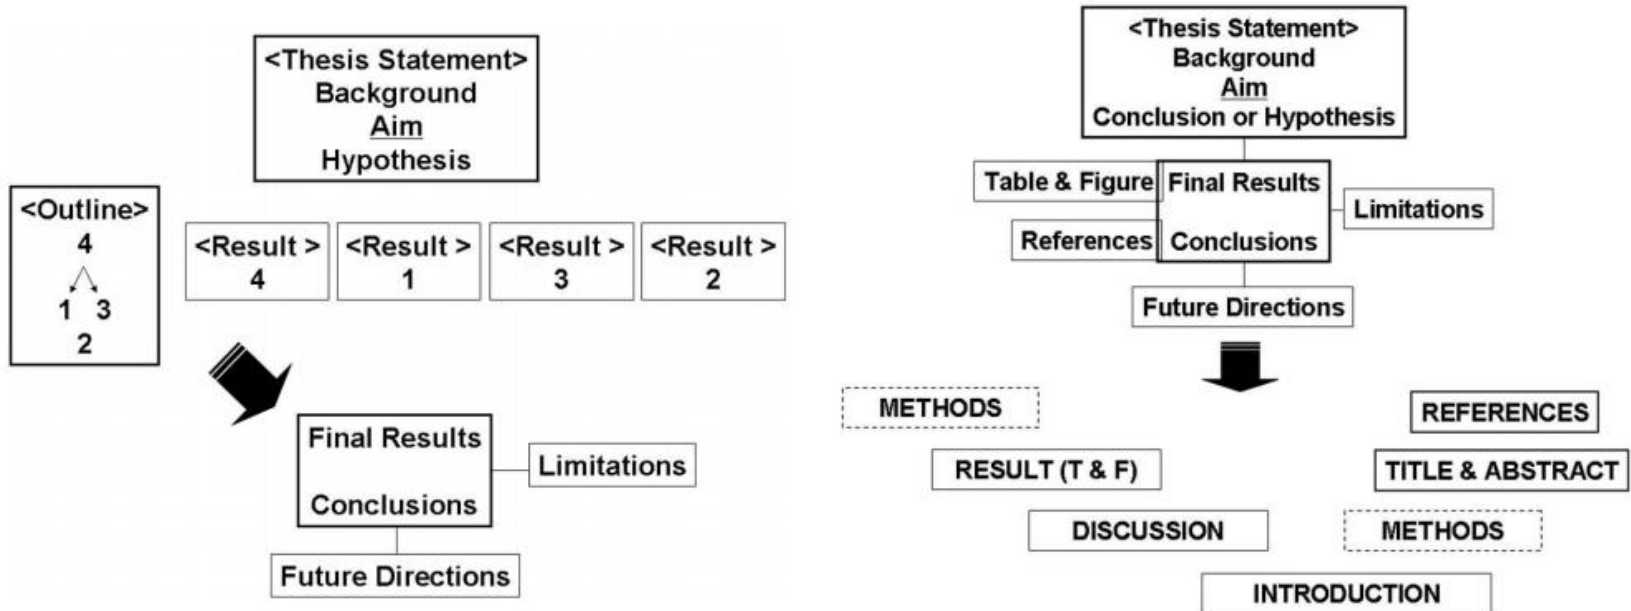 <Thesis Statement>
Background
Aim
Hypothesis
<Outline>
4
1 3
2
<Result >
4
<Result >
1
<Result >
3
<Result >
2
Final Results
Conclusions
Limitations
Future Directions
<Thesis Statement>
Background
Aim
Conclusion or Hypothesis
Table & Figure
References
Final Results
Conclusions
Limitations
Future Directions
METHODS
RESULT (T & F)
DISCUSSION
INTRODUCTION
METHODS
TITLE & ABSTRACT
REFERENCES